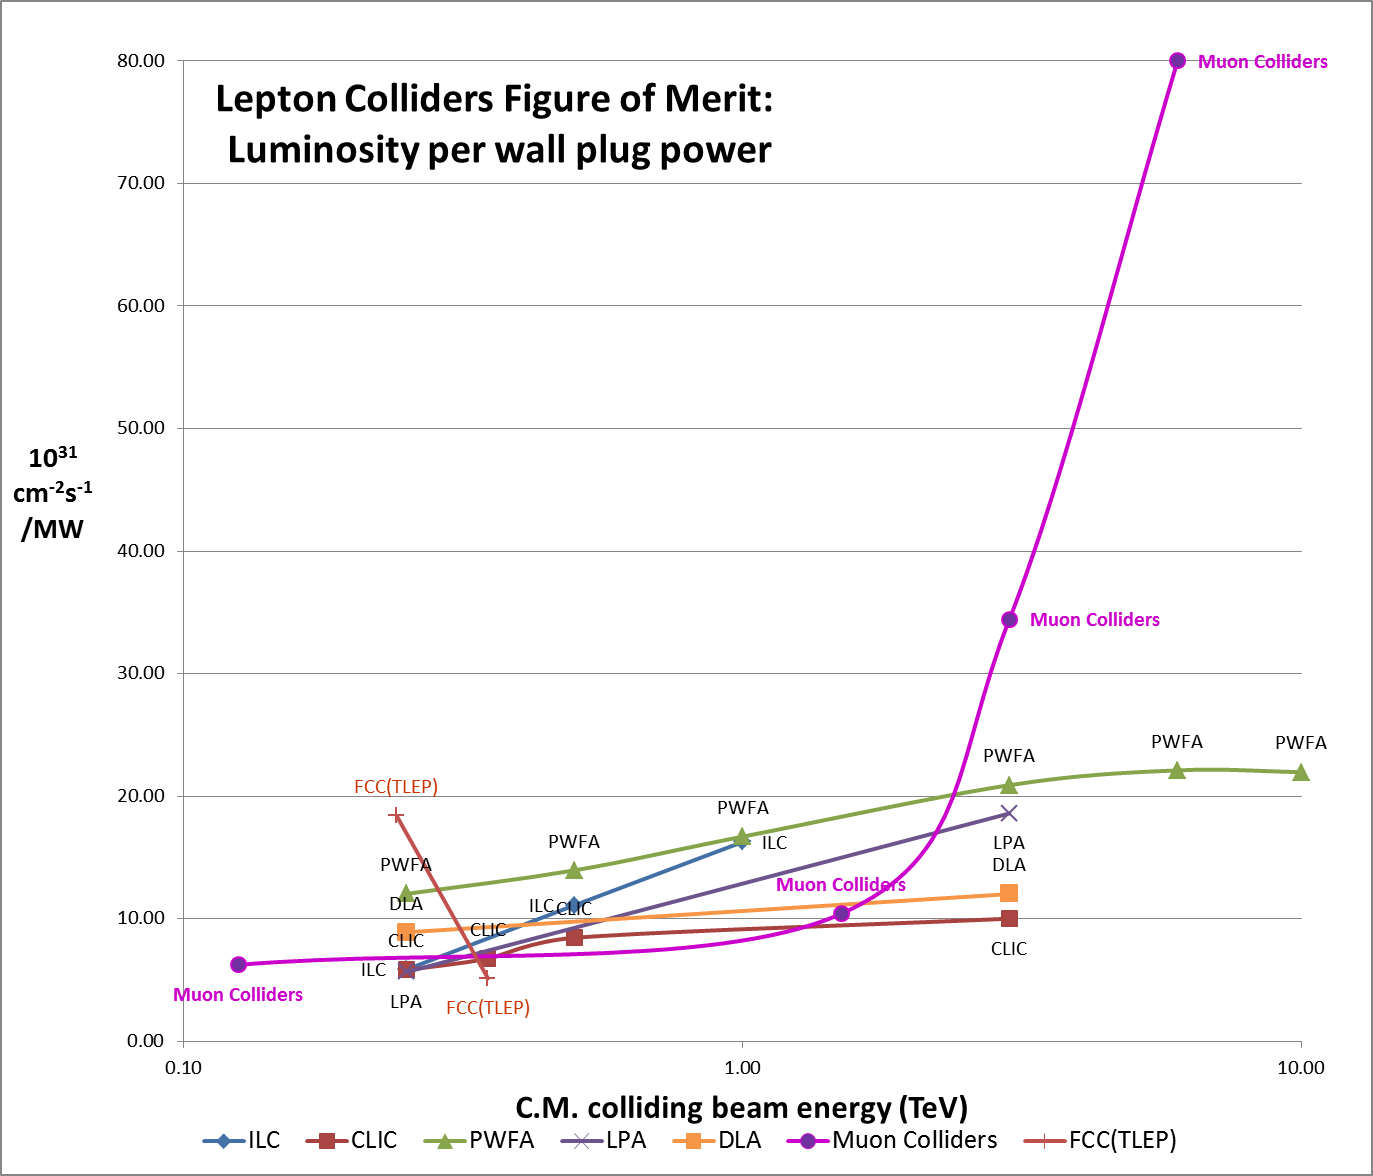 Lepton Colliders Figure of Merit:
Luminosity per wall plug power
80.00
70.00
60.00
50.00
40.00
30.00
20.00
10.00
0.00
10³¹
cm⁻²s⁻¹
/MW
Muon Colliders
Muon Colliders
PWFA
PWFA
PWFA
FCC(TLEP)
PWFA
PWFA
ILC
LPA
PWFA
DLA
Muon Colliders
DLA
ILC
CLIC
CLIC
CLIC
CLIC
ILC
Muon Colliders
LPA
FCC(TLEP)
0.10
1.00
10.00
C.M. colliding beam energy (TeV)
ILC
CLIC
PWFA
LPA
DLA
Muon Colliders
FCC(TLEP)